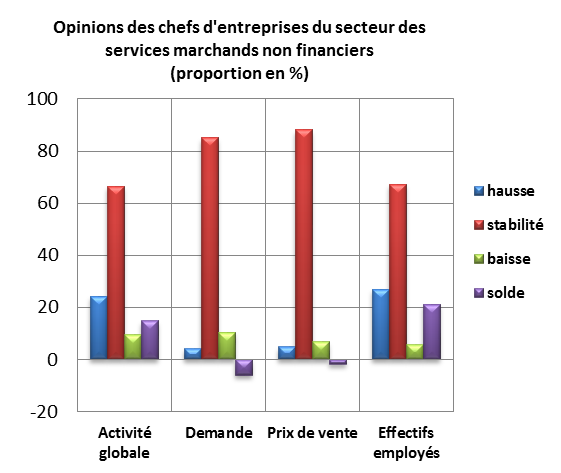 Opinions des chefs d'entreprises du secteur des
services marchands non financiers
(proportion en %)
100
80
60
40
20
0
-20
Activité
globale
Demande
Prix de vente
Effectifs
employés
hausse
stabilité
baisse
solde